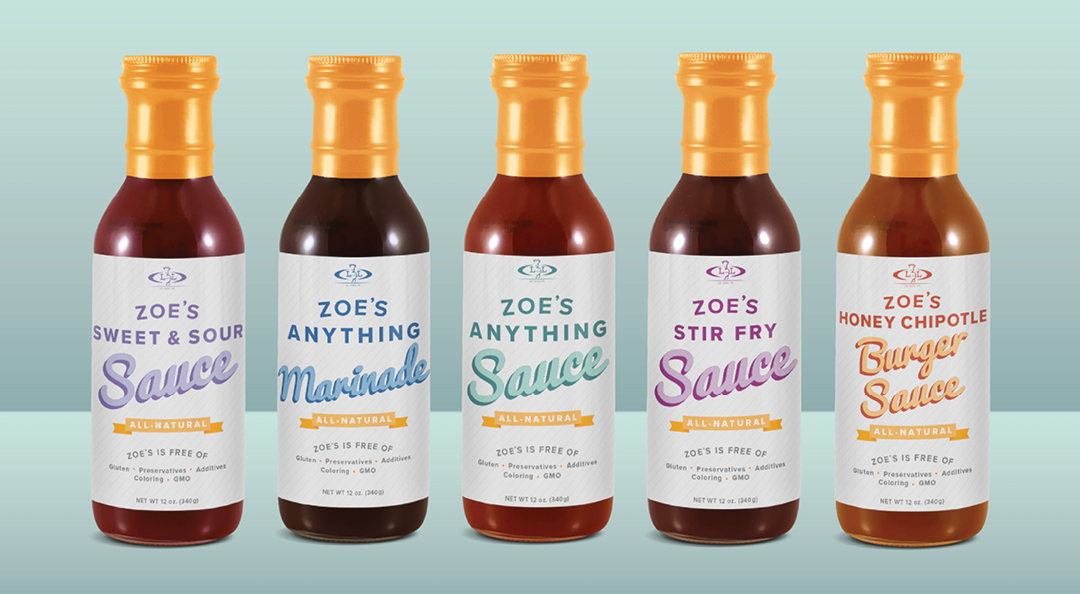 ZOE'S
SWEET & SOUR
Sauce
ALL-NATURAL
ZOE'S IS FREE OF
Gluten • Preservatives • Additives
Coloring • GMO
NET WT 12 oz. (340g)
ZOE'S
ANYTHING
Marinade
ALL-NATURAL
ZOE'S IS FREE OF
Gluten • Preservatives • Additives
Coloring • GMO
NET WT 12 oz. (340g)
ZOE'S
ANYTHING
Sauce
ALL-NATURAL
ZOE'S IS FREE OF
Gluten • Preservatives • Additives
Coloring • GMO
NET WT 12 oz. (340g)
ZOE'S
STIR FRY
Sauce
ALL-NATURAL
ZOE'S IS FREE OF
Gluten • Preservatives • Additives
Coloring • GMO
NET WT 12 oz. (340g)
ZOE'S
HONEY CHIPOTLE
Burger
Sauce
ALL-NATURAL
ZOE'S IS FREE OF
Gluten • Preservatives • Additives
Coloring • GMO
NET WT 12 oz. (340g)